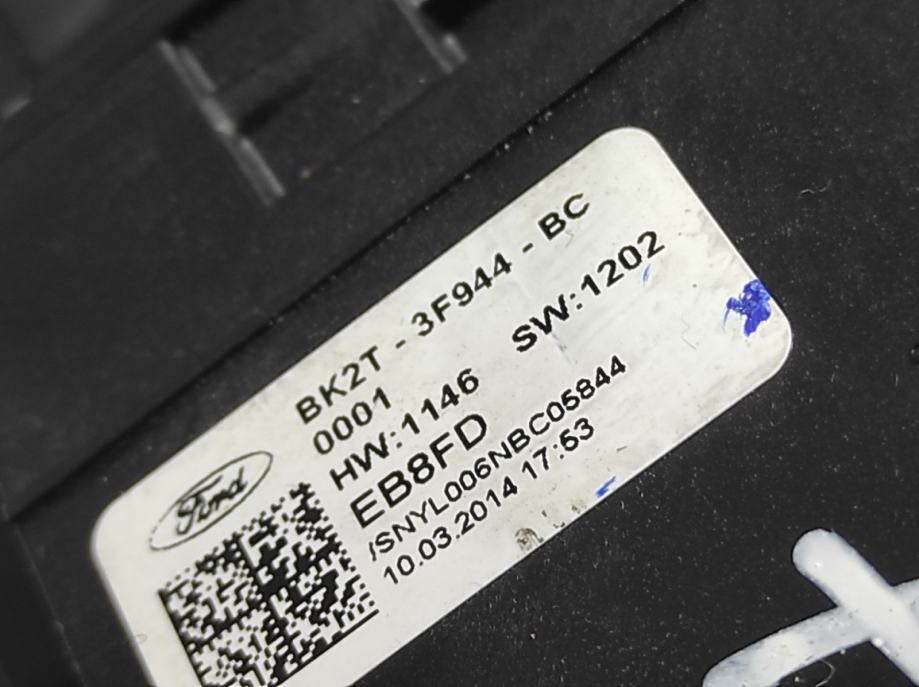 BK2T - 3F944 - BC
0001
HW:1146 SW:1202
EB8FD
/SNYL006NBC05844
10.03.2014 17:53
Ford